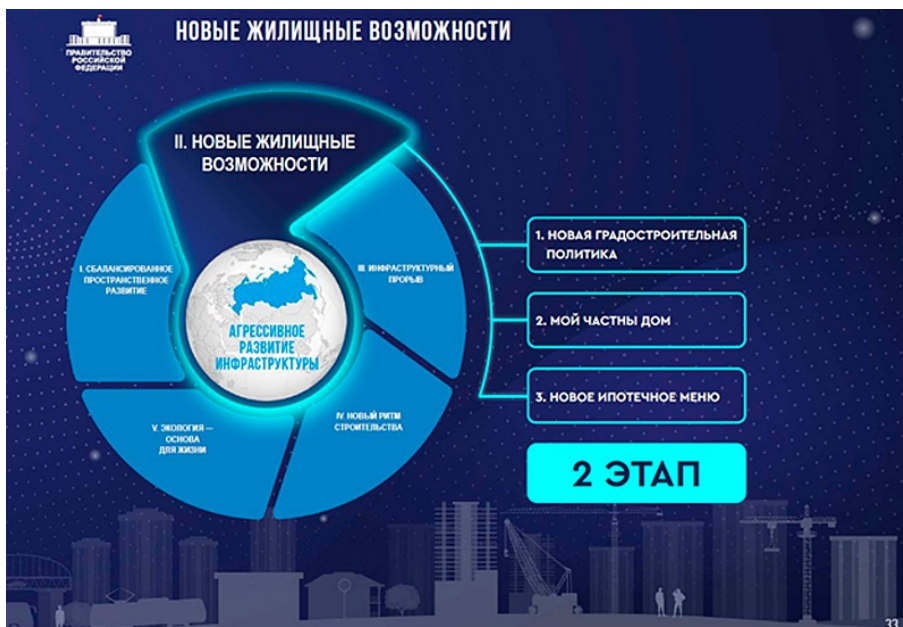 НОВЫЕ ЖИЛИЩНЫЕ ВОЗМОЖНОСТИ
ПРАВИТЕЛЬСТВО
РОССИЙСКОЙ
ФЕДЕРАЦИИ
II. НОВЫЕ ЖИЛИЩНЫЕ
ВОЗМОЖНОСТИ
I. СБАЛАНСИРОВАННОЕ
ПРОСТРАНСТВЕННОЕ
РАЗВИТИЕ
III. ИНФРАСТРУКТУРНЫЙ
ПРОРЫВ
АГРЕССИВНОЕ
РАЗВИТИЕ
ИНФРАСТРУКТУРЫ
V. ЭКОЛОГИЯ —
ОСНОВА
ДЛЯ ЖИЗНИ
IV. НОВЫЙ РИТМ
СТРОИТЕЛЬСТВА
1. НОВАЯ ГРАДОСТРОИТЕЛЬНАЯ
ПОЛИТИКА
2. МОЙ ЧАСТНЫ ДОМ
3. НОВОЕ ИПОТЕЧНОЕ МЕНЮ
2 ЭТАП
33